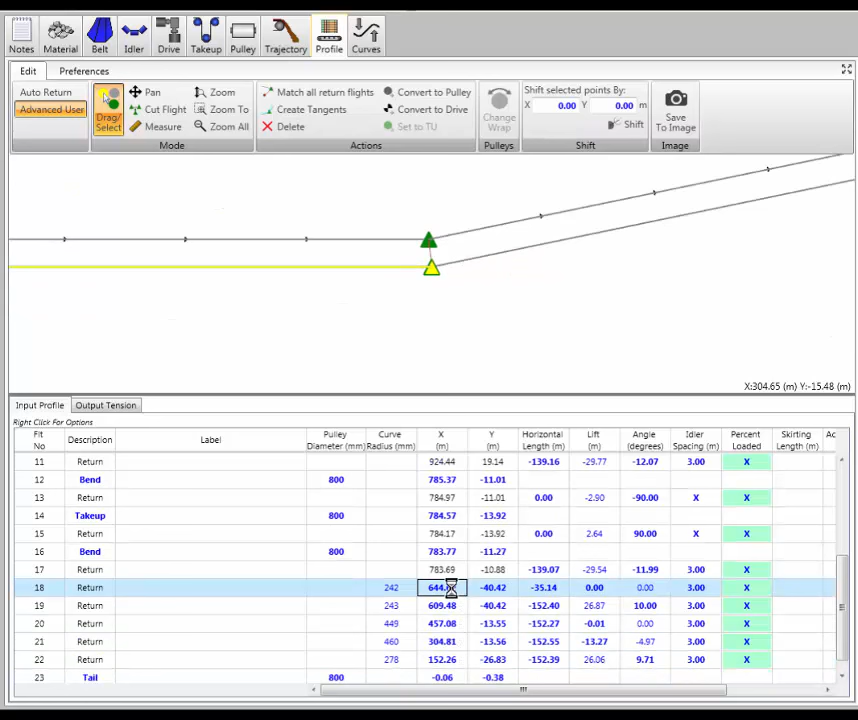 Notes Material Belt Idler Drive Takeup Pulley Trajectory Profile Curves
Edit Preferences
Auto Return Pan Zoom Match all return flights Convert to Pulley Shift selected points By:
Advanced User Cut Flight Zoom To Create Tangents Convert to Drive X 0.00 Y 0.00 m
Drag/ Select Measure Zoom All Delete Set to TU Change Wrap Shift Save To Image
Mode Actions Pulleys Shift Image
X:304.65 (m) Y:-15.48 (m)
Input Profile Output Tension
Right Click For Options
Flt No Description Label Pulley Diameter (mm) Curve Radius (mm) X (m) Y (m) Horizontal Length (m) Lift (m) Angle (degrees) Idler Spacing (m) Percent Loaded Skirting Length (m) Ac
11 Return 924.44 19.14 -139.16 -29.77 -12.07 3.00 X
12 Bend 800 785.37 -11.01
13 Return 784.97 -11.01 0.00 -2.90 -90.00 X X
14 Takeup 800 784.57 -13.92
15 Return 784.17 -13.92 0.00 2.64 90.00 X X
16 Bend 800 783.77 -11.27
17 Return 783.69 -10.88 -139.07 -29.54 -11.99 3.00 X
18 Return 242 644. -40.42 -35.14 0.00 0.00 3.00 X
19 Return 243 609.48 -40.42 -152.40 26.87 10.00 3.00 X
20 Return 449 457.08 -13.55 -152.27 -0.01 0.00 3.00 X
21 Return 460 304.81 -13.56 -152.55 -13.27 -4.97 3.00 X
22 Return 278 152.26 -26.83 -152.39 26.06 9.71 3.00 X
23 Tail 800 -0.06 -0.38